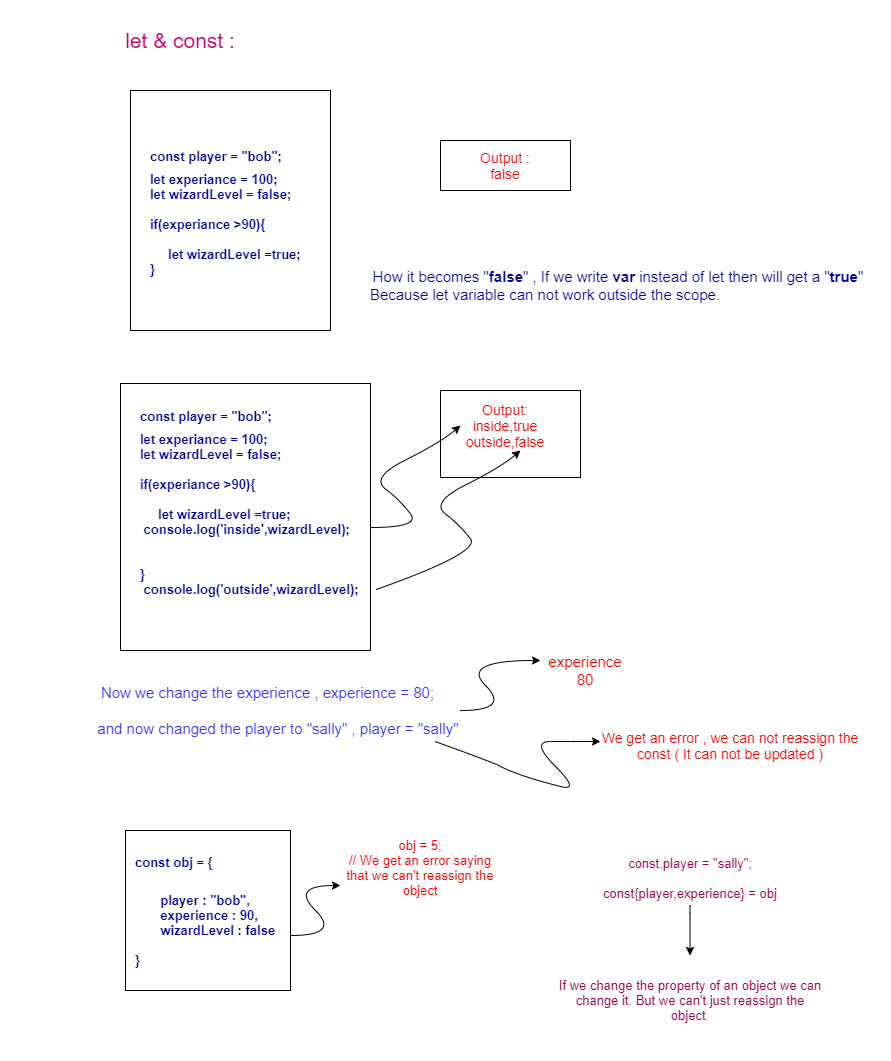 let & const :
const player = "bob";
let experiance = 100;
let wizardLevel = false;
if(experiance >90){
let wizardLevel =true;
}
Output :
false
How it becomes "false" , If we write var instead of let then will get a "true"
Because let variable can not work outside the scope.
const player = "bob";
let experiance = 100;
let wizardLevel = false;
if(experiance >90){
let wizardLevel =true;
console.log('inside',wizardLevel);
}
console.log('outside',wizardLevel);
Output:
inside,true
outside,false
Now we change the experience , experience = 80;
experience
80
and now changed the player to "sally" , player = "sally"
We get an error , we can not reassign the
const ( It can not be updated )
const obj = {
player : "bob",
experience : 90,
wizardLevel : false
}
obj = 5;
// We get an error saying
that we can't reassign the
object
const.player = "sally";
const{player,experience} = obj
If we change the property of an object we can
change it. But we can't just reassign the
object